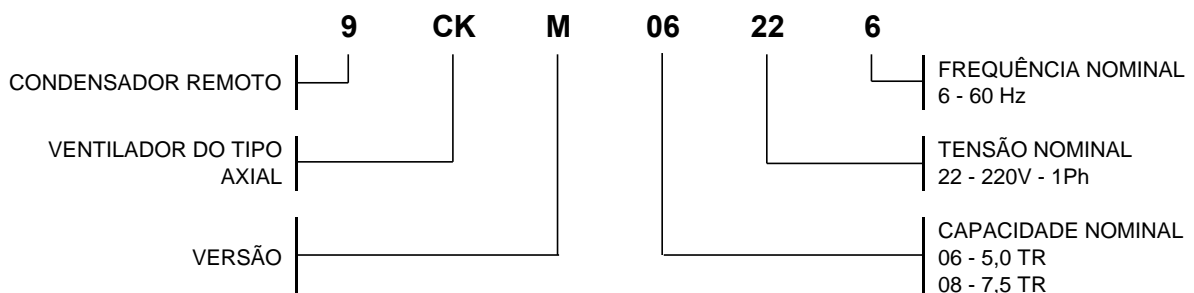 9 CK M 06 22 6
CONDENSADOR REMOTO
VENTILADOR DO TIPO
AXIAL
VERSÃO
FREQUÊNCIA NOMINAL
6 - 60 Hz
TENSÃO NOMINAL
22 - 220V - 1Ph
CAPACIDADE NOMINAL
06 - 5,0 TR
08 - 7,5 TR